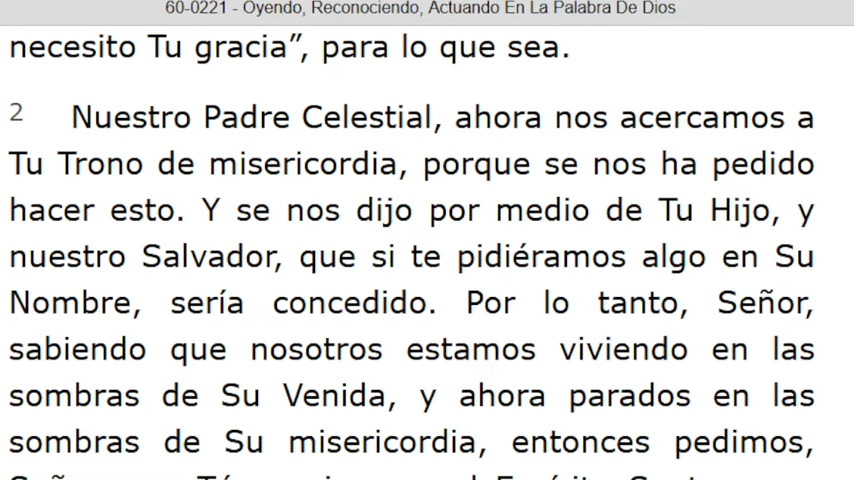 60-0221 - Oyendo, Reconociendo, Actuando En La Palabra De Dios
necesito Tu gracia”, para lo que sea.
2 Nuestro Padre Celestial, ahora nos acercamos a
Tu Trono de misericordia, porque se nos ha pedido
hacer esto. Y se nos dijo por medio de Tu Hijo, y
nuestro Salvador, que si te pidiéramos algo en Su
Nombre, sería concedido. Por lo tanto, Señor,
sabiendo que nosotros estamos viviendo en las
sombras de Su Venida, y ahora parados en las
sombras de Su misericordia, entonces pedimos,